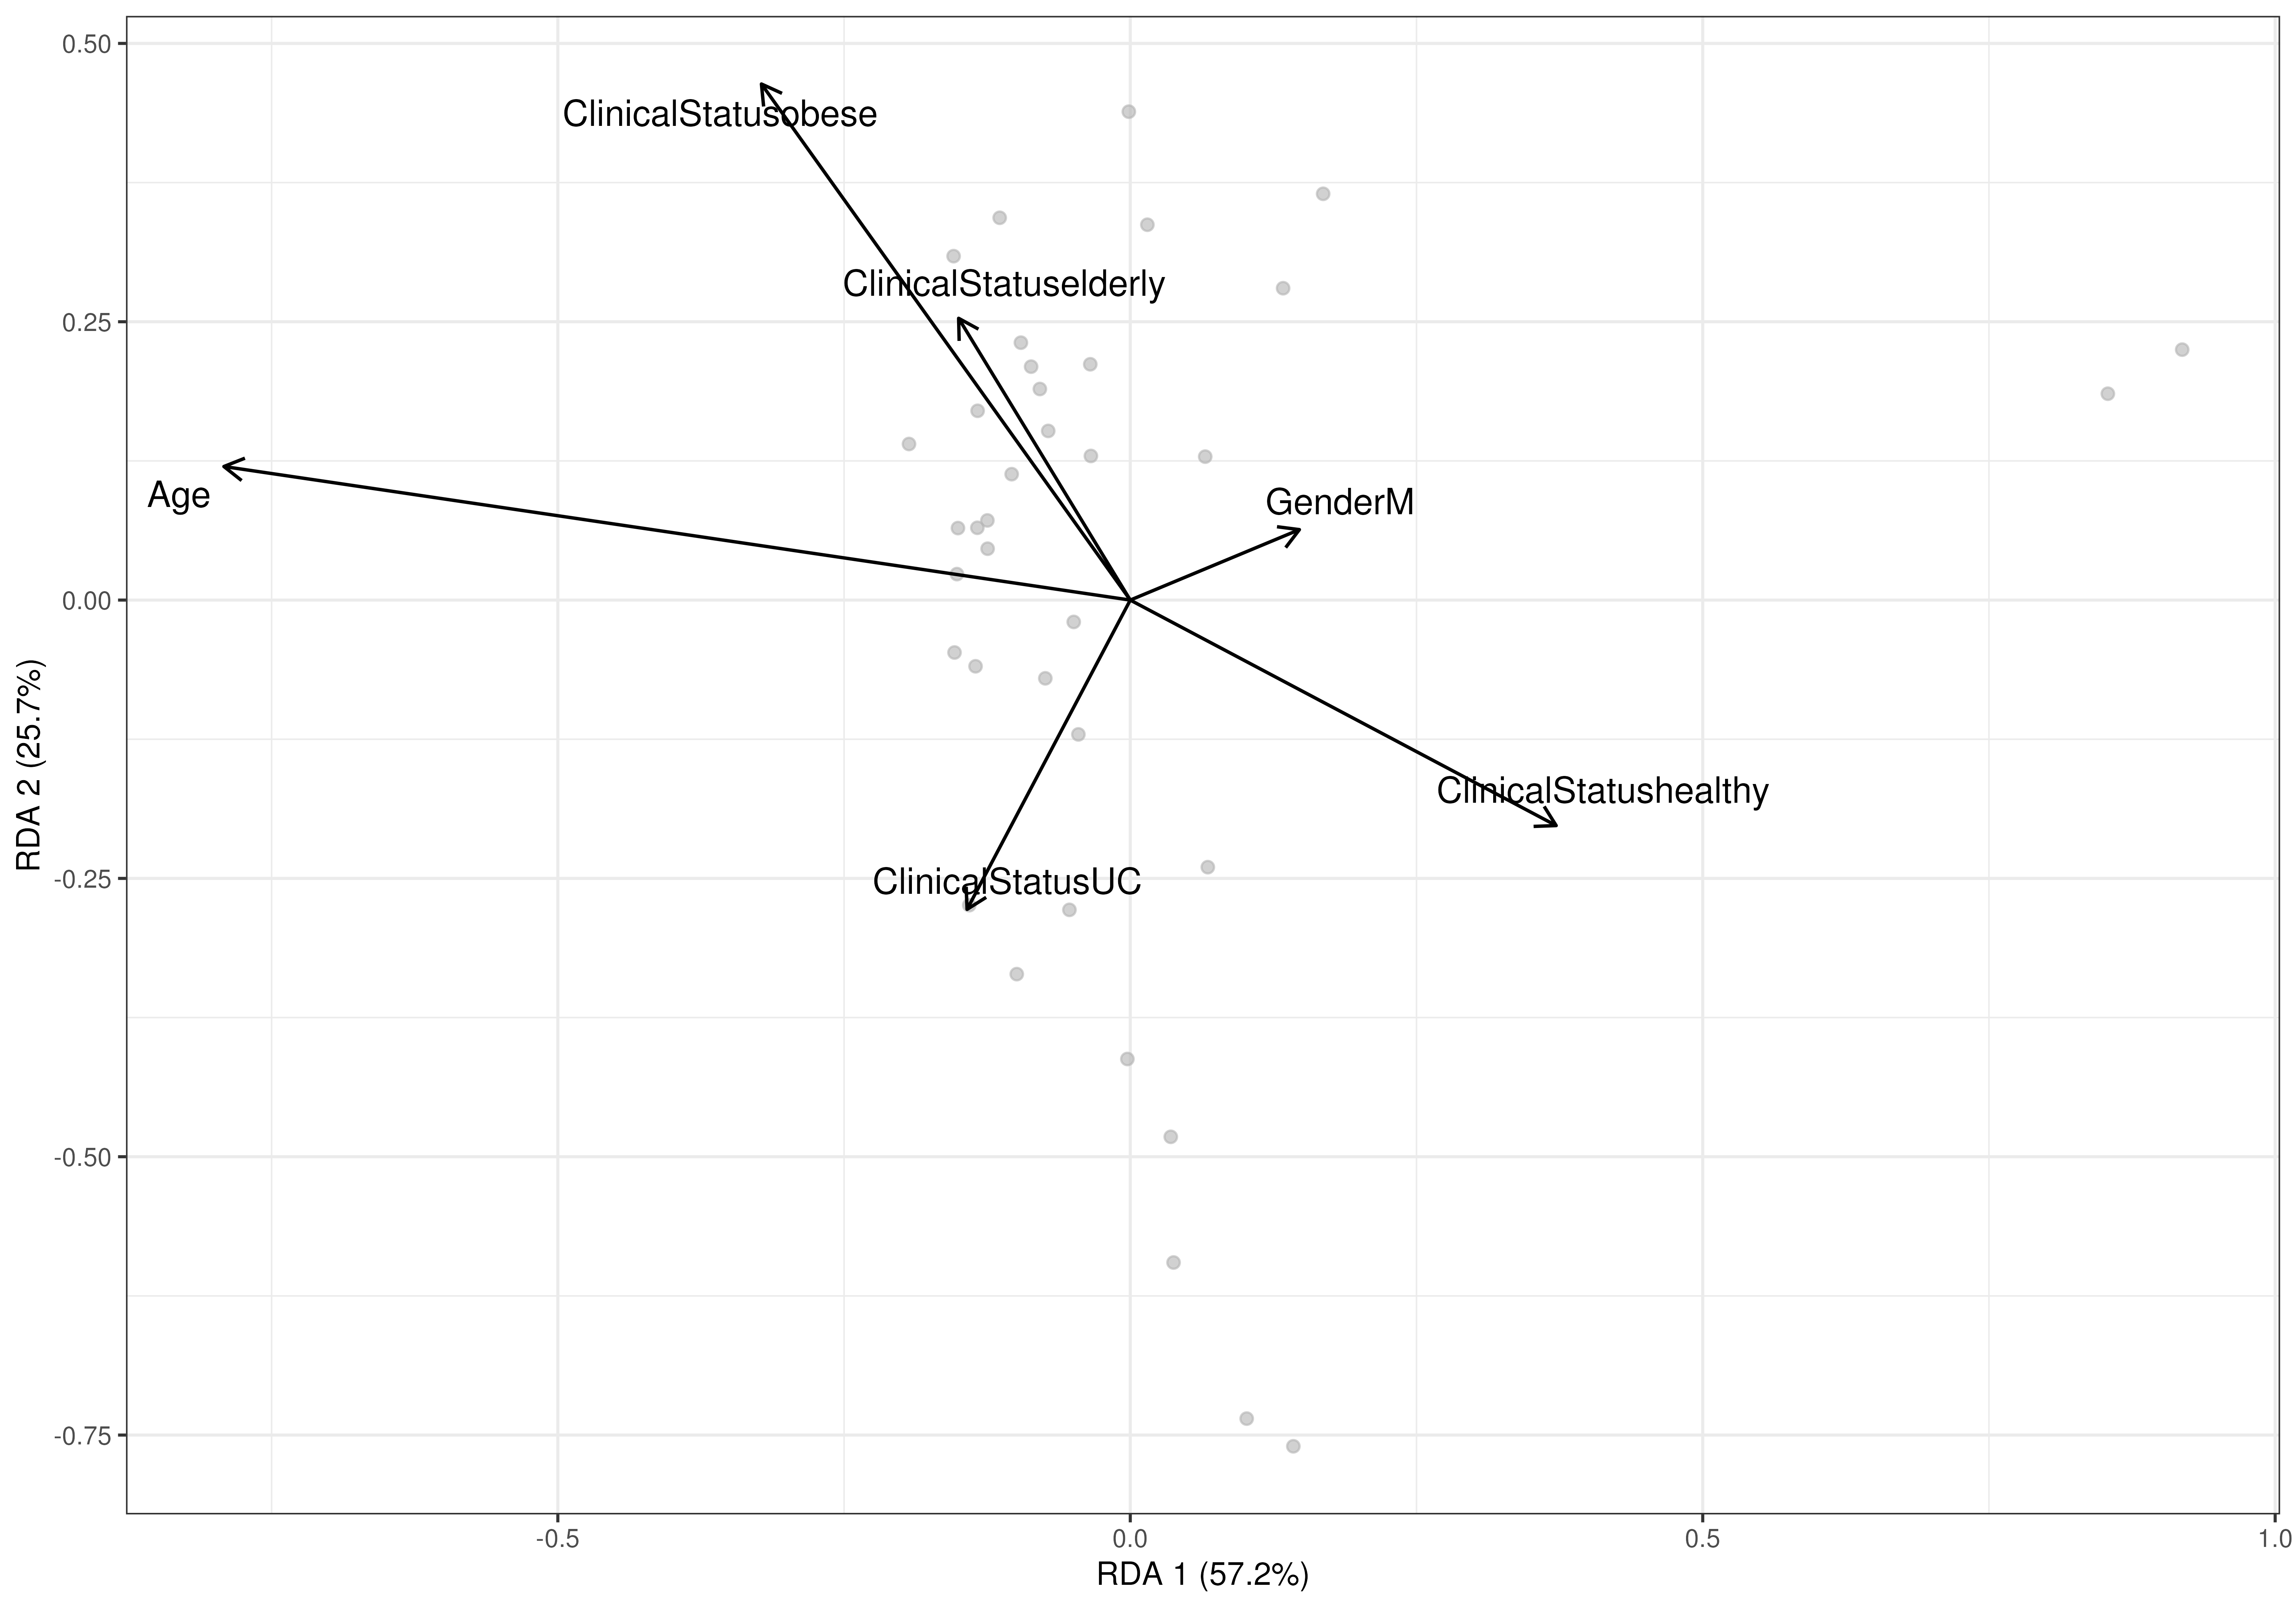 0.50
ClinicalStatusobese
ClinicalStatuselderly
0.25
Age
GenderM
0.00
RDA 2 (25.7%)
ClinicalStatushealthy
-0.25
ClinicalStatusUC
-0.50
-0.75
-0.5
0.0
0.5
1.0
RDA 1 (57.2%)